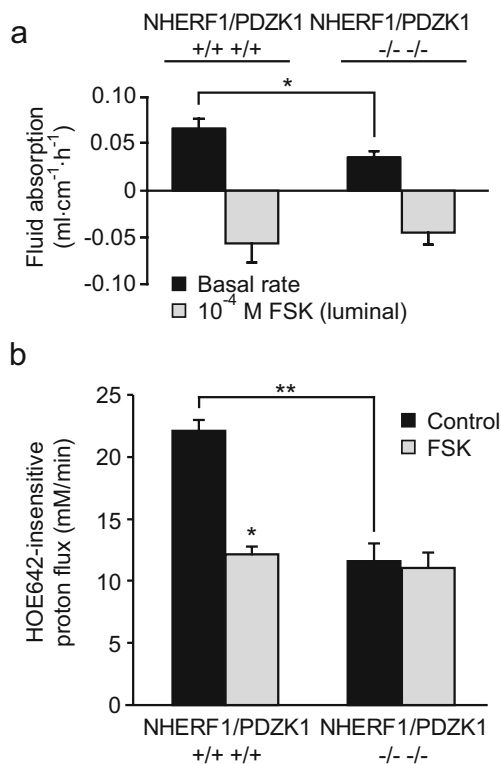 a
NHERF1/PDZK1 NHERF1/PDZK1
+/+ +/+ -/- -/-
*
Fluid absorption
(ml·cm⁻¹·h⁻¹)
0.10
0.05
0
-0.05
-0.10
Basal rate
10⁻⁴ M FSK (luminal)
b
**
Control
FSK
*
HOE642-insensitive
proton flux (mM/min)
25
20
15
10
5
0
NHERF1/PDZK1 NHERF1/PDZK1
+/+ +/+ -/- -/-